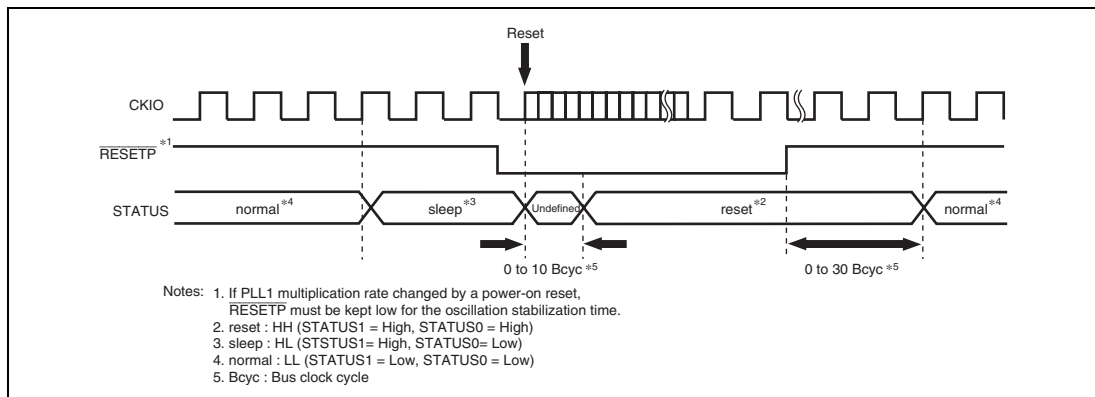 Reset
CKIO
RESETP *1
STATUS
normal*4
sleep*3
Undefined
reset*2
normal*4
0 to 10 Bcyc *5
0 to 30 Bcyc *5
Notes: 1. If PLL1 multiplication rate changed by a power-on reset,
RESETP must be kept low for the oscillation stabilization time.
2. reset : HH (STATUS1 = High, STATUS0 = High)
3. sleep : HL (STSTUS1= High, STATUS0= Low)
4. normal : LL (STATUS1 = Low, STATUS0 = Low)
5. Bcyc : Bus clock cycle